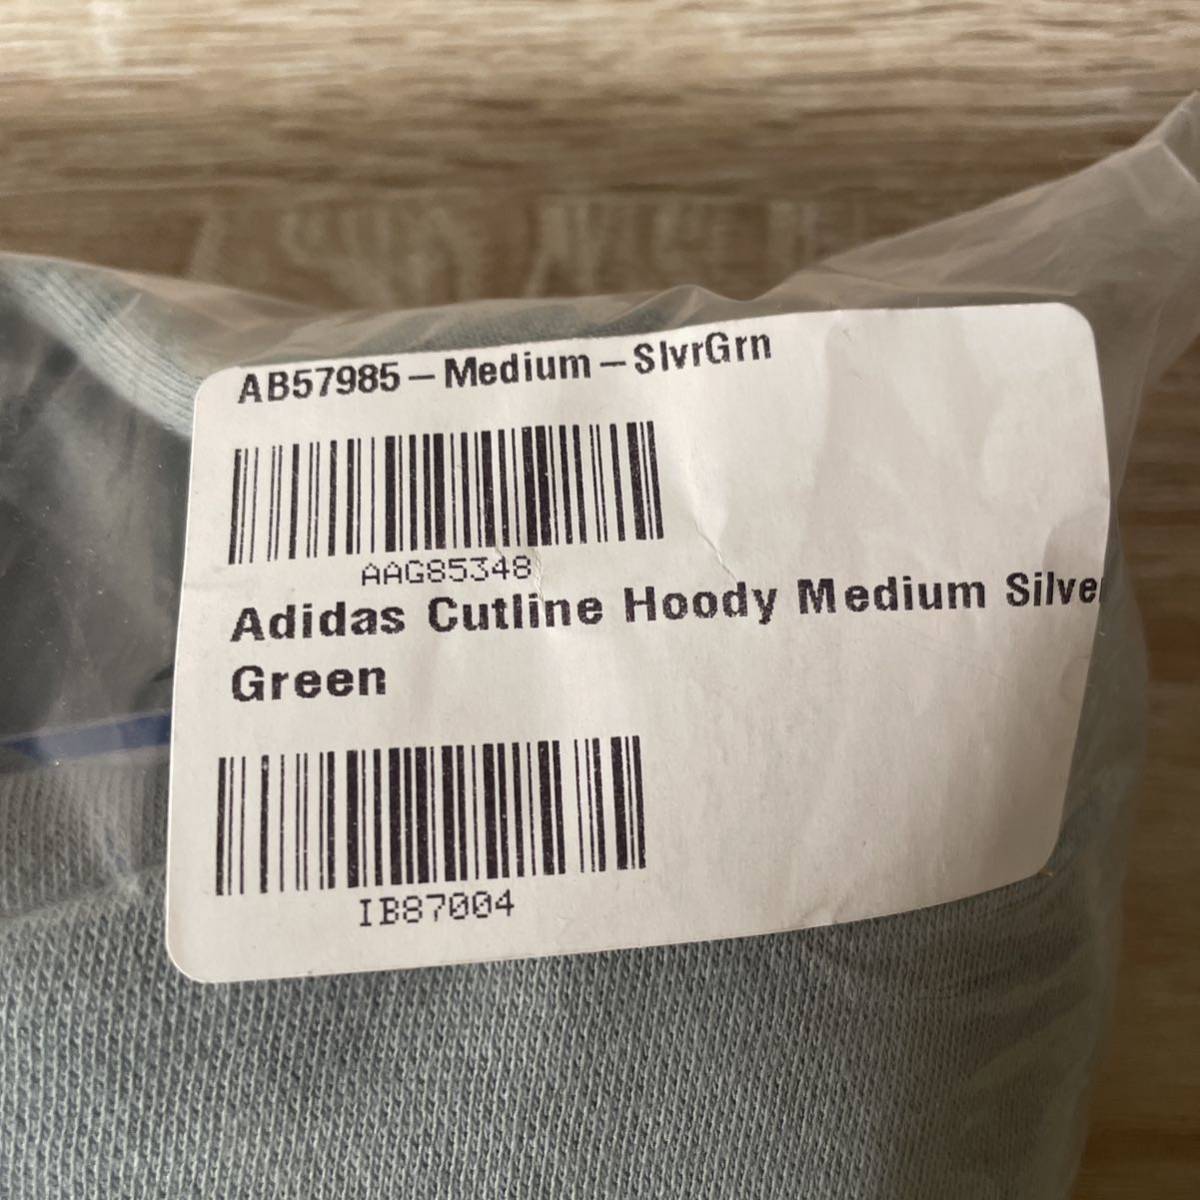 AB57985-Medium-SlvrGrn
AAG85348
Adidas Cutline Hoody Medium Silver
Green
IB87004